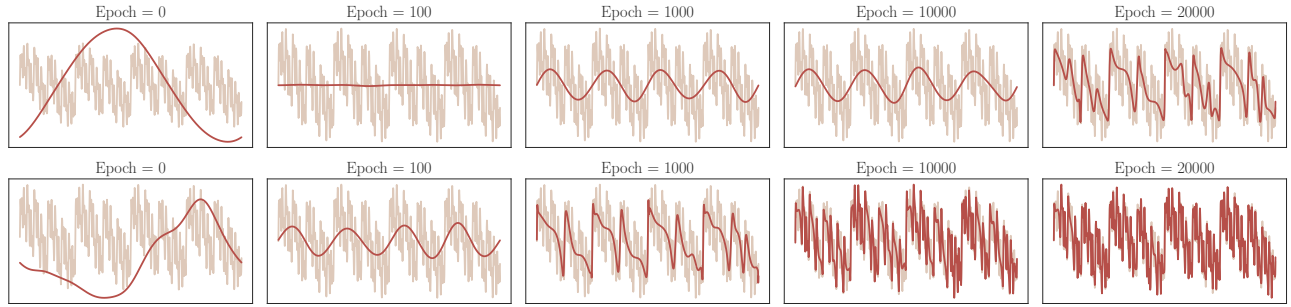 Epoch = 0
Epoch = 100
Epoch = 1000
Epoch = 10000
Epoch = 20000
Epoch = 0
Epoch = 100
Epoch = 1000
Epoch = 10000
Epoch = 20000